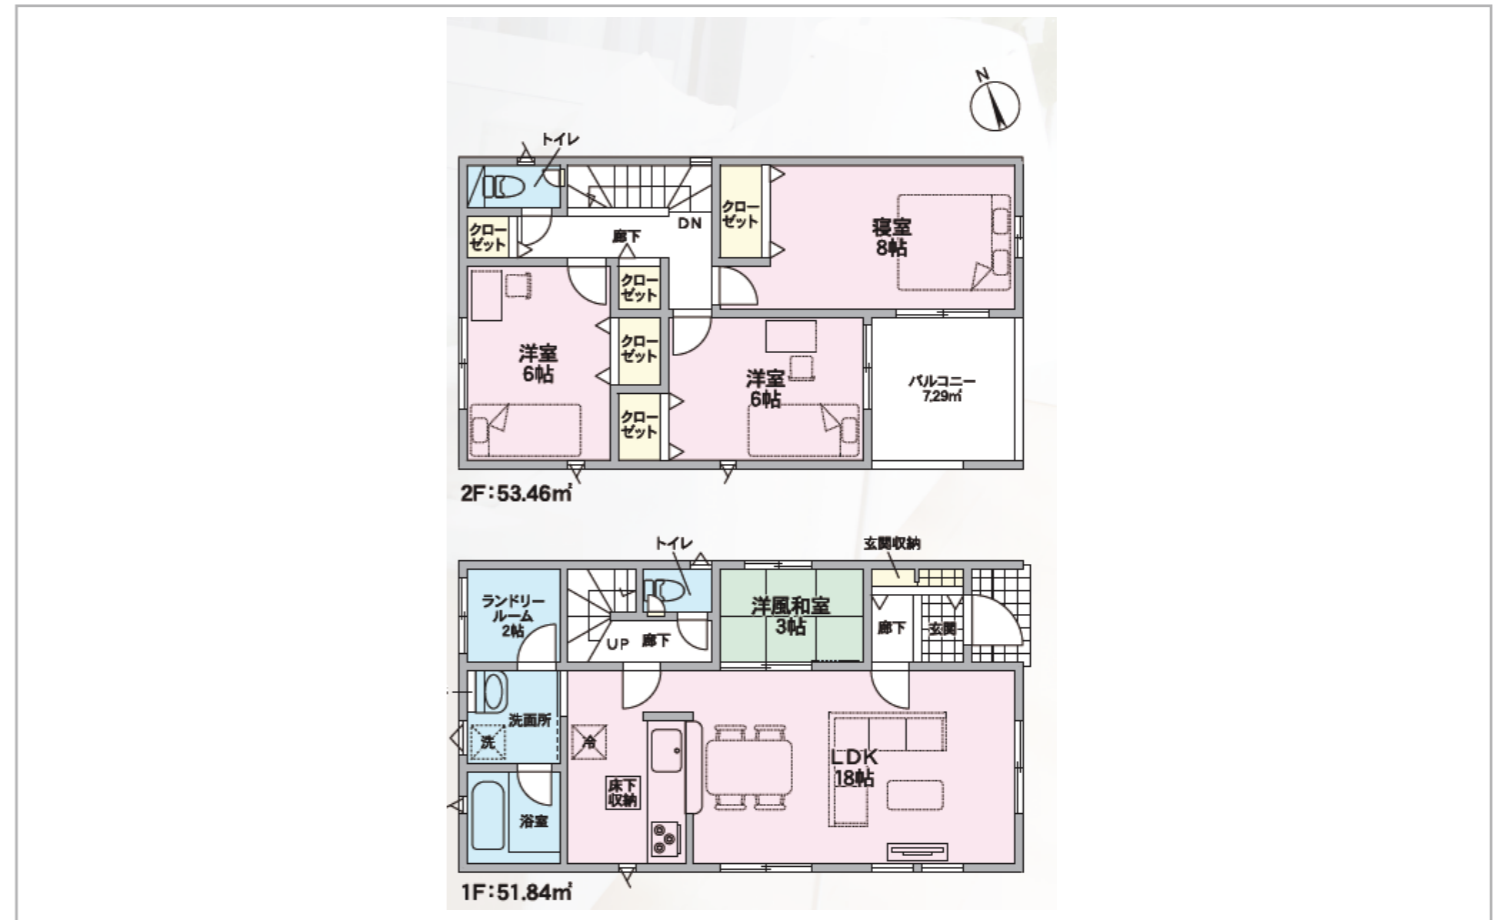 N
トイレ
クロー
ゼット
DN
クロー
ゼット
廊下
寝室
8帖
クロー
ゼット
クロー
ゼット
洋室
6帖
洋室
6帖
バルコニー
7.29㎡
クロー
ゼット
2F:53.46㎡
トイレ
玄関収納
ランドリー
ルーム
2帖
UP
廊下
洋風和室
3帖
廊下
玄関
洗面所
洗
冷
LDK
18帖
床下
収納
浴室
1F:51.84㎡